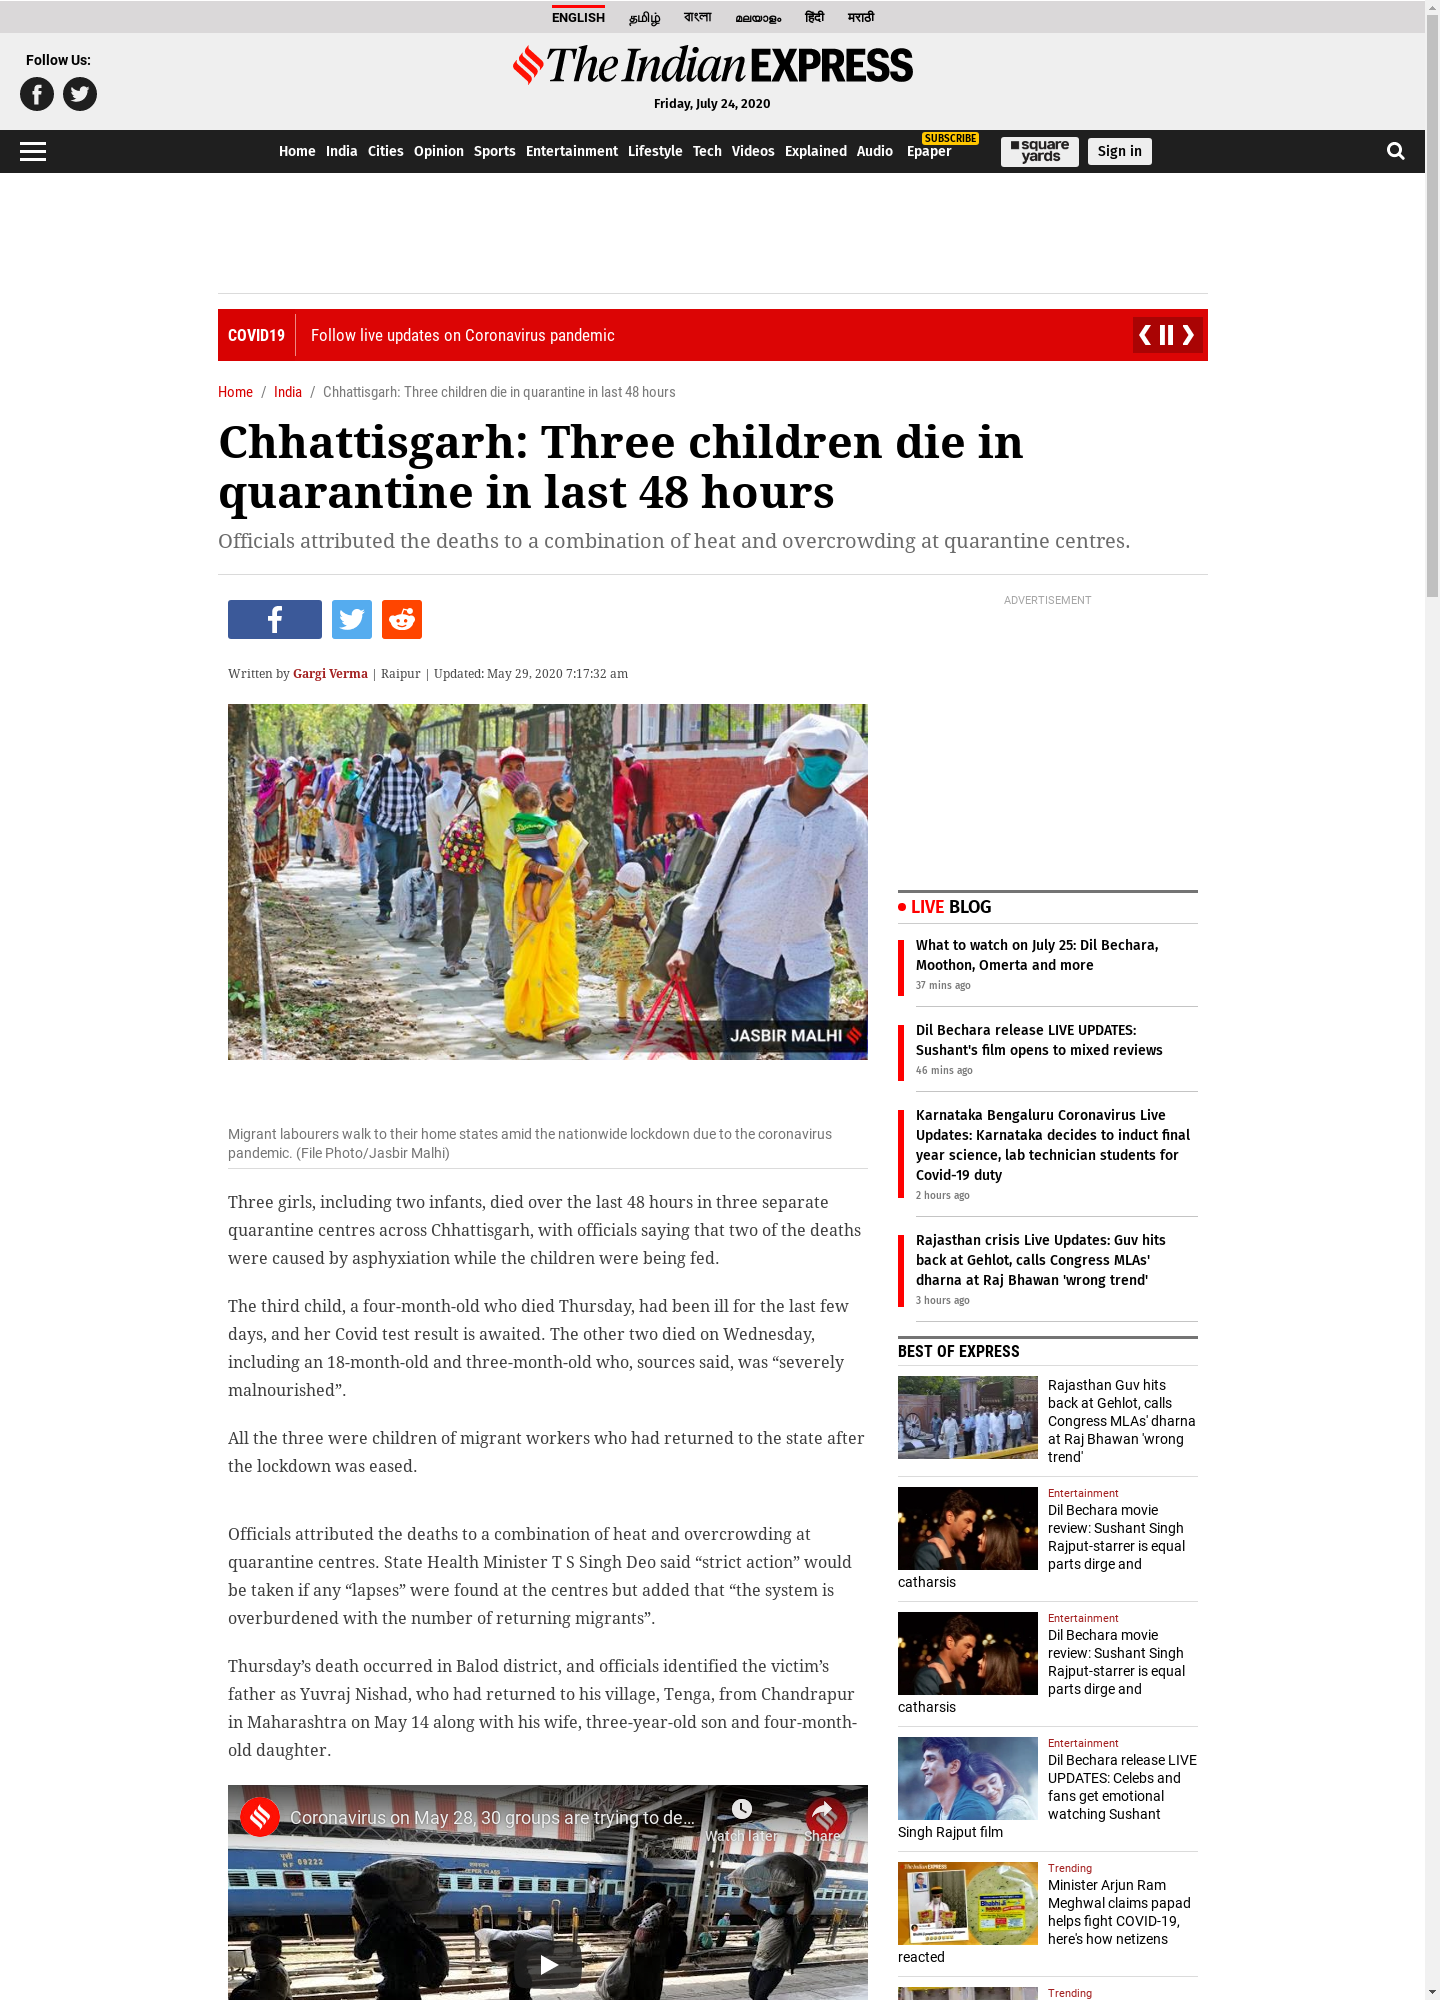 ENGLISH தமிழ் বাংলা മലയാളം हिंदी मराठी
Follow Us:
The Indian EXPRESS
Friday, July 24, 2020
SUBSCRIBE
Home India Cities Opinion Sports Entertainment Lifestyle Tech Videos Explained Audio Epaper square yards Sign in
COVID19 Follow live updates on Coronavirus pandemic
Home / India / Chhattisgarh: Three children die in quarantine in last 48 hours
Chhattisgarh: Three children die in
quarantine in last 48 hours
Officials attributed the deaths to a combination of heat and overcrowding at quarantine centres.
Written by Gargi Verma | Raipur | Updated: May 29, 2020 7:17:32 am
JASBIR MALHI
Migrant labourers walk to their home states amid the nationwide lockdown due to the coronavirus
pandemic. (File Photo/Jasbir Malhi)
Three girls, including two infants, died over the last 48 hours in three separate
quarantine centres across Chhattisgarh, with officials saying that two of the deaths
were caused by asphyxiation while the children were being fed.
The third child, a four-month-old who died Thursday, had been ill for the last few
days, and her Covid test result is awaited. The other two died on Wednesday,
including an 18-month-old and three-month-old who, sources said, was “severely
malnourished”.
All the three were children of migrant workers who had returned to the state after
the lockdown was eased.
Officials attributed the deaths to a combination of heat and overcrowding at
quarantine centres. State Health Minister T S Singh Deo said “strict action” would
be taken if any “lapses” were found at the centres but added that “the system is
overburdened with the number of returning migrants”.
Thursday’s death occurred in Balod district, and officials identified the victim’s
father as Yuvraj Nishad, who had returned to his village, Tenga, from Chandrapur
in Maharashtra on May 14 along with his wife, three-year-old son and four-month-
old daughter.
Coronavirus on May 28, 30 groups are trying to de...
Watch later Share
NF 09222
ADVERTISEMENT
LIVE BLOG
What to watch on July 25: Dil Bechara,
Moothon, Omerta and more
37 mins ago
Dil Bechara release LIVE UPDATES:
Sushant's film opens to mixed reviews
46 mins ago
Karnataka Bengaluru Coronavirus Live
Updates: Karnataka decides to induct final
year science, lab technician students for
Covid-19 duty
2 hours ago
Rajasthan crisis Live Updates: Guv hits
back at Gehlot, calls Congress MLAs'
dharna at Raj Bhawan 'wrong trend'
3 hours ago
BEST OF EXPRESS
Rajasthan Guv hits
back at Gehlot, calls
Congress MLAs' dharna
at Raj Bhawan 'wrong
trend'
Entertainment
Dil Bechara movie
review: Sushant Singh
Rajput-starrer is equal
parts dirge and
catharsis
Entertainment
Dil Bechara movie
review: Sushant Singh
Rajput-starrer is equal
parts dirge and
catharsis
Entertainment
Dil Bechara release LIVE
UPDATES: Celebs and
fans get emotional
watching Sushant
Singh Rajput film
The Indian EXPRESS
Trending
Minister Arjun Ram
Meghwal claims papad
helps fight COVID-19,
here's how netizens
reacted
Trending